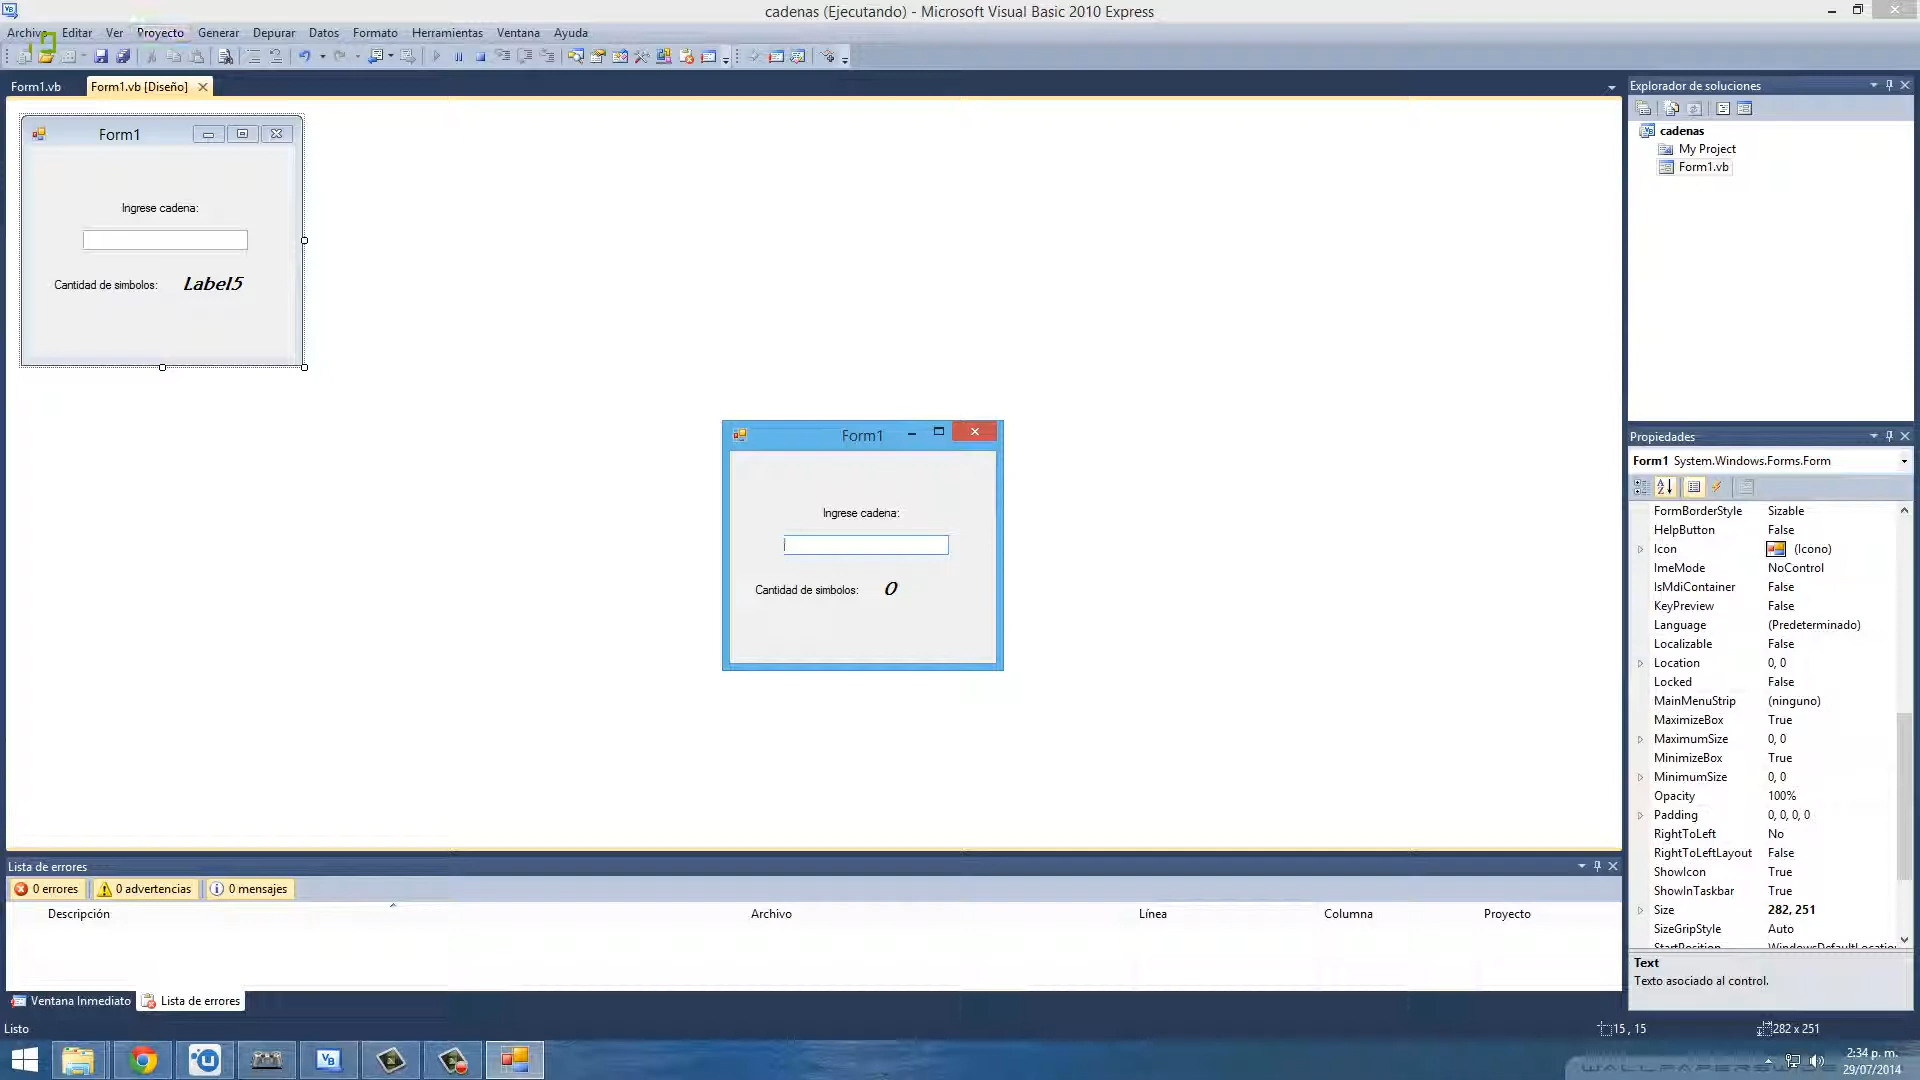 cadenas (Ejecutando) - Microsoft Visual Basic 2010 Express
Archivo Editar Ver Proyecto Generar Depurar Datos Formato Herramientas Ventana Ayuda
Form1.vb Form1.vb [Diseño]
Form1
Ingrese cadena:
Cantidad de simbolos: Label5
Form1
Ingrese cadena:
Cantidad de simbolos: 0
Explorador de soluciones
cadenas
My Project
Form1.vb
Propiedades
Form1 System.Windows.Forms.Form
FormBorderStyle Sizable
HelpButton False
Icon (Icono)
ImeMode NoControl
IsMdiContainer False
KeyPreview False
Language (Predeterminado)
Localizable False
Location 0, 0
Locked False
MainMenuStrip (ninguno)
MaximizeBox True
MaximumSize 0, 0
MinimizeBox True
MinimumSize 0, 0
Opacity 100%
Padding 0, 0, 0, 0
RightToLeft No
RightToLeftLayout False
ShowIcon True
ShowInTaskbar True
Size 282, 251
SizeGripStyle Auto
StartPosition WindowsDefaultLocation
Text
Texto asociado al control.
Lista de errores
0 errores 0 advertencias 0 mensajes
Descripción Archivo Línea Columna Proyecto
Ventana Inmediato Lista de errores
Listo 15 , 15 282 x 251
2:34 p. m.
29/07/2014